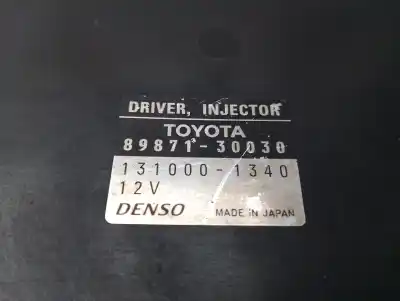 DRIVER, INJECTOR
TOYOTA
89871-30030
131000-1340
12V
DENSO MADE IN JAPAN